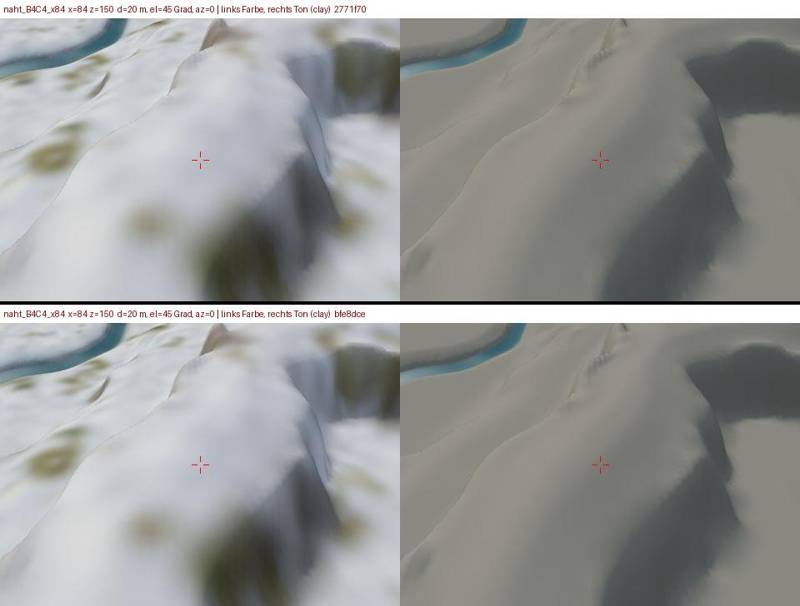 naht_B4C4_x84 x=84 z=150 d=20 m, el=45 Grad, az=0 | links Farbe, rechts Ton (clay) 2771f70
naht_B4C4_x84 x=84 z=150 d=20 m, el=45 Grad, az=0 | links Farbe, rechts Ton (clay) bfe8dce